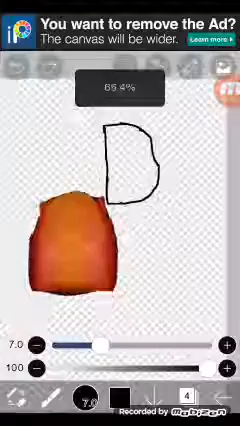 You want to remove the Ad?
The canvas will be wider. Learn more
65.4%
7.0
100
7.0
4
Recorded by mobizen